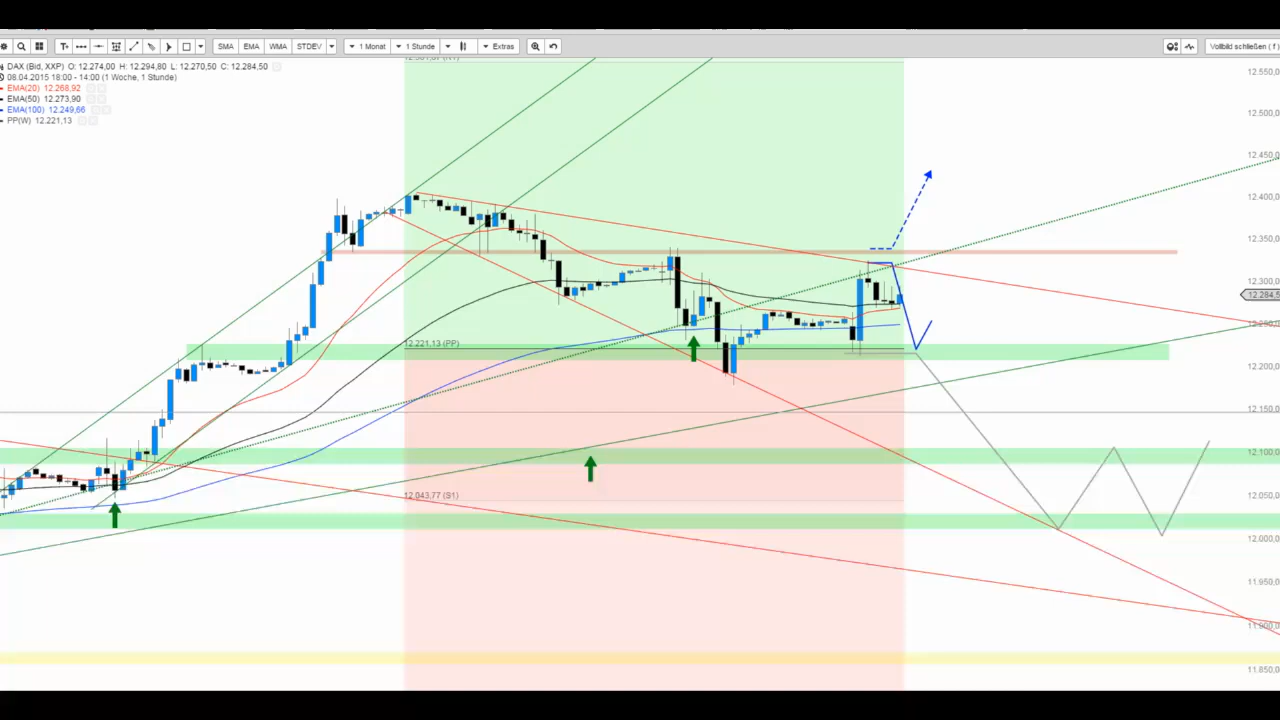 T+ SMA EMA WMA STDEV 1 Monat 1 Stunde Extras Vollbild schließen ( f )
DAX (Bid, XXP) O: 12.274,00 H: 12.294,80 L: 12.270,50 C: 12.284,50
08.04.2015 18:00 - 14:00 (1 Woche, 1 Stunde)
EMA(20) 12.268,92
EMA(50) 12.273,90
EMA(100) 12.249,66
PP(W) 12.221,13
12.550,0
12.500,0
12.450,0
12.400,0
12.350,0
12.300,0
12.284,5
12.250,0
12.221,13 (PP)
12.200,0
12.150,0
12.100,0
12.043,77 (S1)
12.050,0
12.000,0
11.950,0
11.900,0
11.850,0